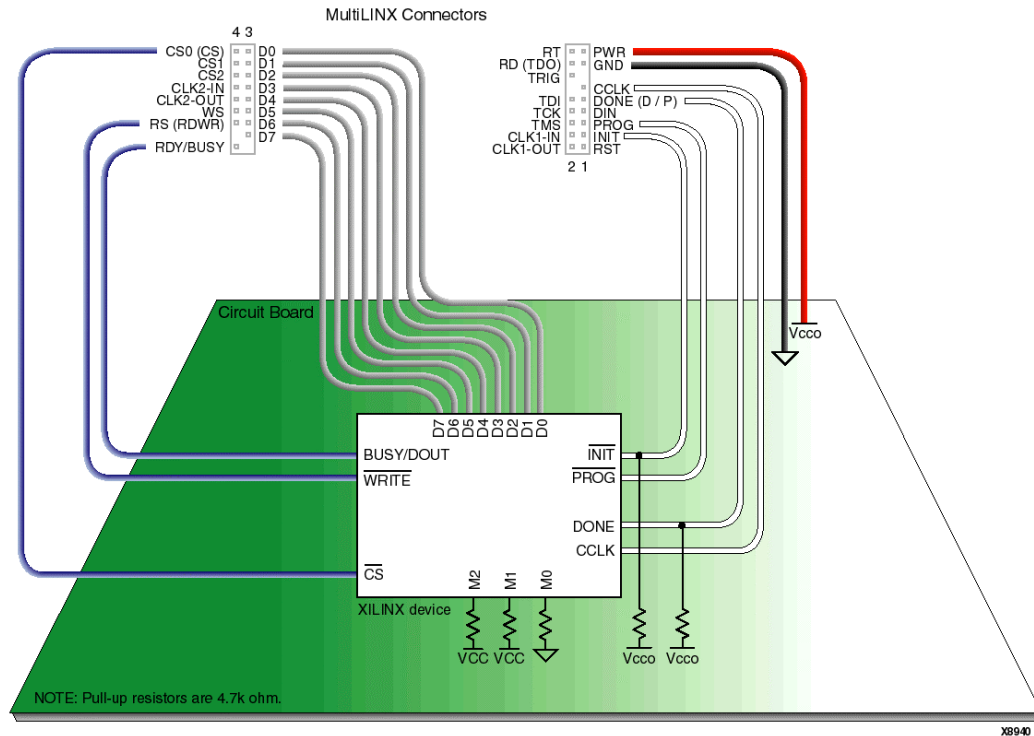 MultiLINX Connectors
4 3
CS0 (CS)
CS1
CS2
CLK2-IN
CLK2-OUT
WS
RS (RDWR)
RDY/BUSY
D0
D1
D2
D3
D4
D5
D6
D7
RT
RD (TDO)
TRIG
TDI
TCK
TMS
CLK1-IN
CLK1-OUT
PWR
GND
CCLK
DONE (D / P)
DIN
PROG
INIT
RST
2 1
Circuit Board
Vcco
D7 D6 D5 D4 D3 D2 D1 D0
BUSY/DOUT
WRITE
CS
INIT
PROG
DONE
CCLK
M2 M1 M0
XILINX device
VCC VCC Vcco Vcco
NOTE: Pull-up resistors are 4.7k ohm.
X8940